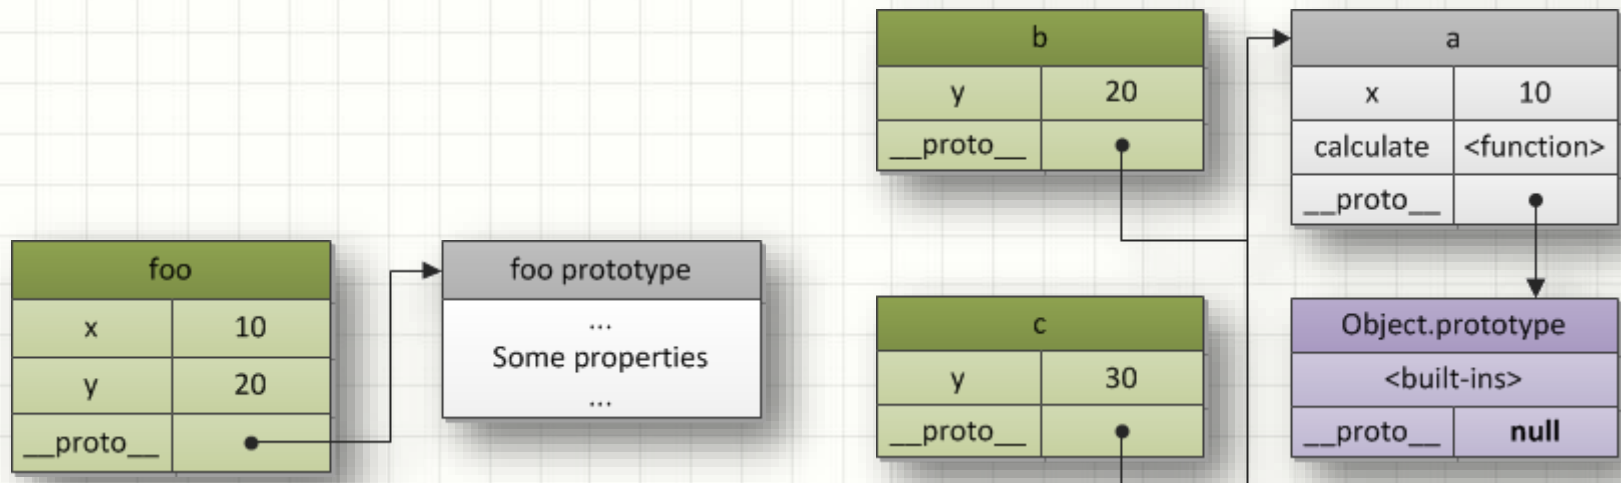 foo
x 10
y 20
__proto__
foo prototype
...
Some properties
...
b
y 20
__proto__
c
y 30
__proto__
a
x 10
calculate <function>
__proto__
Object.prototype
<built-ins>
__proto__ null